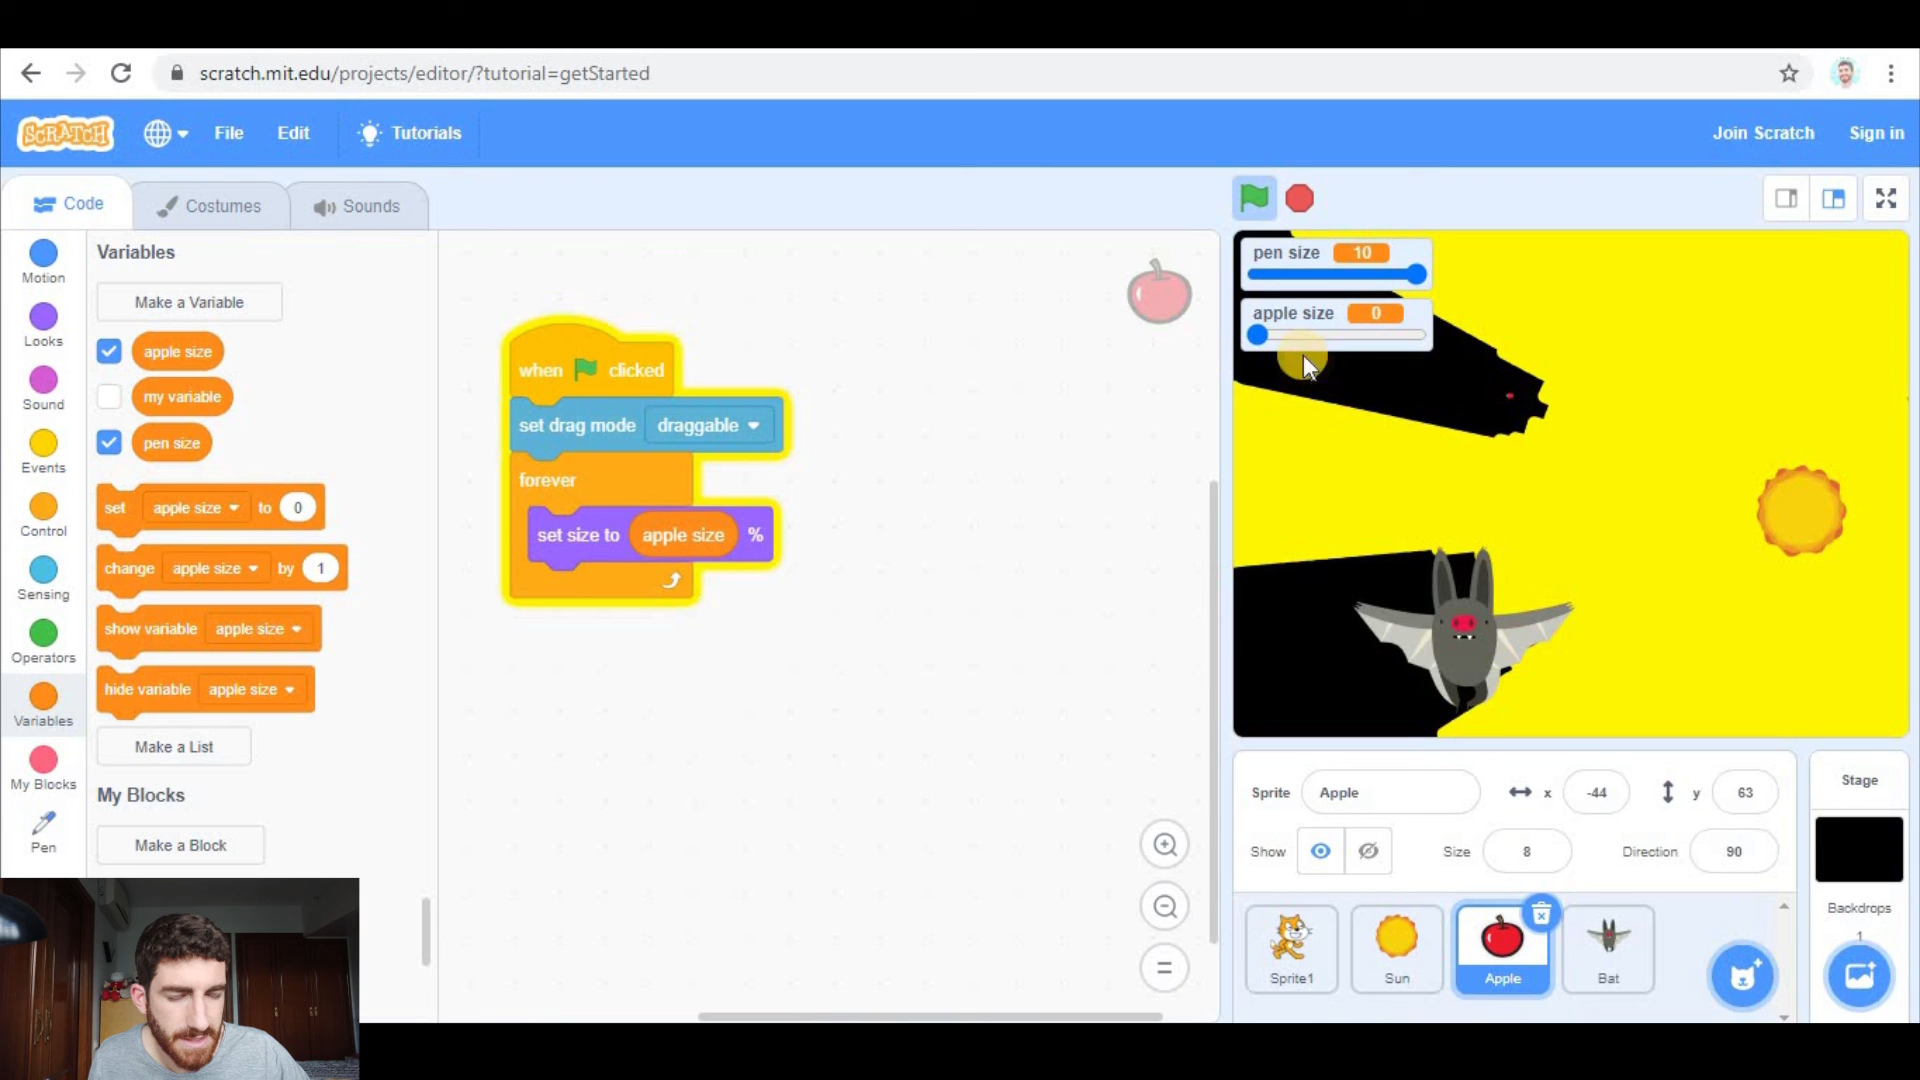 scratch.mit.edu/projects/editor/?tutorial=getStarted
SCRATCH
File
Edit
Tutorials
Join Scratch
Sign in
Code
Costumes
Sounds
Motion
Looks
Sound
Events
Control
Sensing
Operators
Variables
My Blocks
Pen
Variables
Make a Variable
apple size
my variable
pen size
set apple size to 0
change apple size by 1
show variable apple size
hide variable apple size
Make a List
My Blocks
Make a Block
when clicked
set drag mode draggable
forever
set size to apple size %
pen size 10
apple size 0
Sprite Apple x -44 y 63
Show Size 8 Direction 90
Sprite1
Sun
Apple
Bat
Stage
Backdrops
1